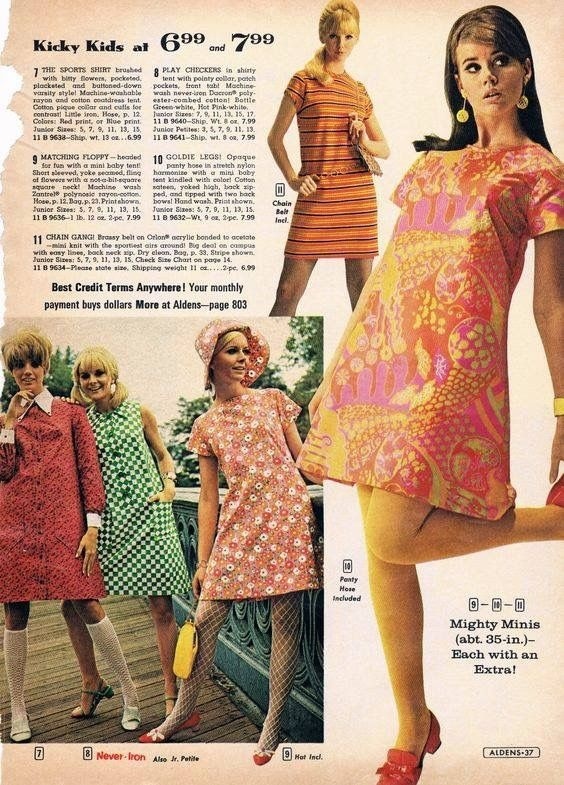 Kicky Kids at 6⁹⁹ and 7⁹⁹
7 THE SPORTS SHIRT brushed
with bitty flowers, pocketed,
placketed and buttoned-down
varsity style! Machine-washable
rayon and cotton coatdress tent.
Cotton pique collar and cuffs for
contrast! Little iron. Hose, p. 12.
Colors: Red print, or Blue print.
Junior Sizes: 5, 7, 9, 11, 13, 15.
11 B 9638—Ship. wt. 13 oz...6.99
8 PLAY CHECKERS in shirty
tent with pointy collar, patch
pockets, front tab! Machine-
wash never-iron Dacron® poly-
ester-combed cotton! Bottle
Green-white, Hot Pink-white.
Junior Sizes: 7, 9, 11, 13, 15, 17.
11 B 9640—Ship. Wt. 8 oz. 7.99
Junior Petites: 3, 5, 7, 9, 11, 13.
11 B 9641—Ship. wt. 8 oz. 7.99
9 MATCHING FLOPPY—headed
for fun with a mini baby tent!
Short sleeved, yoke seamed, fling
of flowers with a not-a-bit-square
square neck! Machine wash
Zantrel® polynosic rayon-cotton.
Hose, p. 12, Bag, p. 23. Print shown.
Junior Sizes: 5, 7, 9, 11, 13, 15.
11 B 9636—1 lb. 12 oz. 2-pc. 7.99
10 GOLDIE LEGS! Opaque
panty hose in stretch nylon
harmonize with a mini baby
tent kindled with color! Cotton
sateen, yoked high, back zip-
ped, and tipped with two back
bows! Hand wash. Print shown.
Junior Sizes: 5, 7, 9, 11, 13, 15.
11 B 9632—Wt. 9 oz. 2-pc. 7.99
11 CHAIN GANG! Brassy belt on Orlon® acrylic bonded to acetate
—mini knit with the sportiest airs around! Big deal on campus
with easy lines, back neck zip. Dry clean. Bag, p. 33. Stripe shown.
Junior Sizes: 5, 7, 9, 11, 13, 15. Check Size Chart on page 14.
11 B 9634—Please state size. Shipping weight 11 oz.....2-pc. 6.99
Best Credit Terms Anywhere! Your monthly
payment buys dollars More at Aldens—page 803
11
Chain
Belt
Incl.
10
Panty
Hose
Included
9-10-11
Mighty Minis
(abt. 35-in.)-
Each with an
Extra!
7
8 Never-Iron Also Jr. Petite
9 Hat Incl.
ALDENS•37